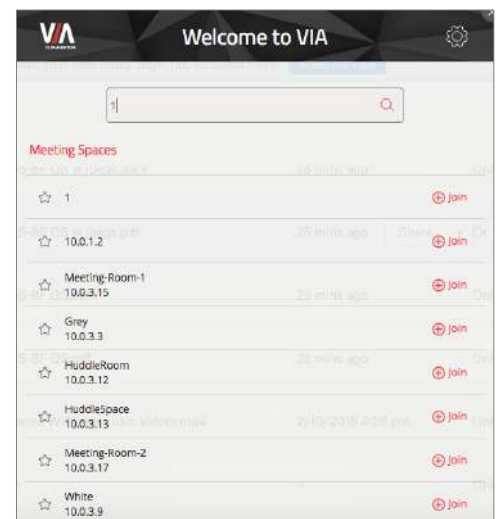 VIA
Welcome to VIA
1
Meeting Spaces
1
Join
10.0.1.2
Join
Meeting-Room-1
10.0.3.15
Join
Grey
10.0.3.3
Join
HuddleRoom
10.0.3.12
Join
HuddleSpace
10.0.3.13
Join
Meeting-Room-2
10.0.3.17
Join
White
10.0.3.9
Join